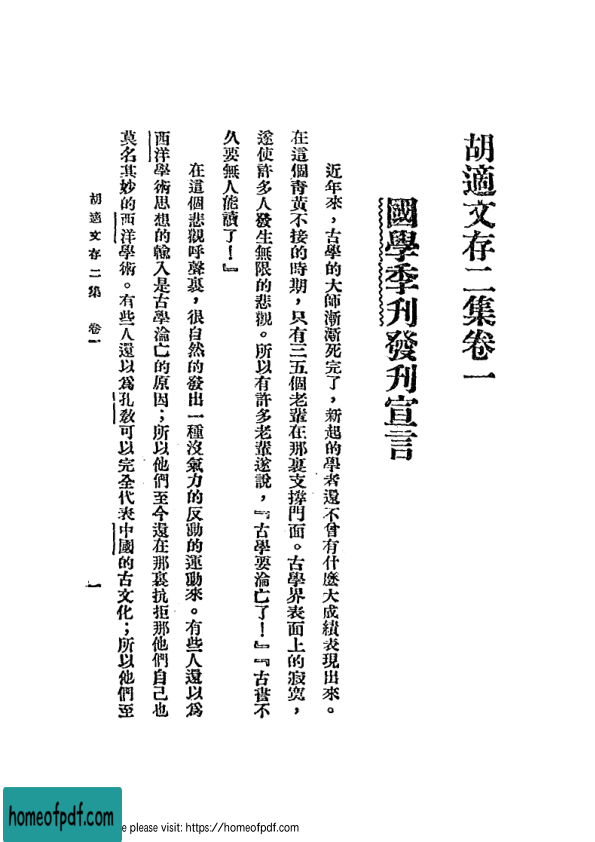 胡適文存二集卷一
國學季刊發刊宣言
近年來，古學的大師漸漸死完了，新起的學者還不曾有什麼大成績表現出來。
在這個青黃不接的時期，只有三五個老輩在那裏支撐門面。古學界表面上的寂寞，
遂使許多人發生無限的悲觀。所以有許多老輩遂說，『古學要淪亡了！』『古書不
久要無人能讀了！』
在這個悲觀呼聲裏，很自然的發出一種沒氣力的反動的運動來。有些人還以爲
西洋學術思想的輸入是古學淪亡的原因；所以他們至今還在那裏抗拒那他們自己也
莫名其妙的西洋學術。有些人還以爲孔教可以完全代表中國的古文化；所以他們至
胡適文存二集 卷一
一
homeofpdf.com
e please visit: https://homeofpdf.com